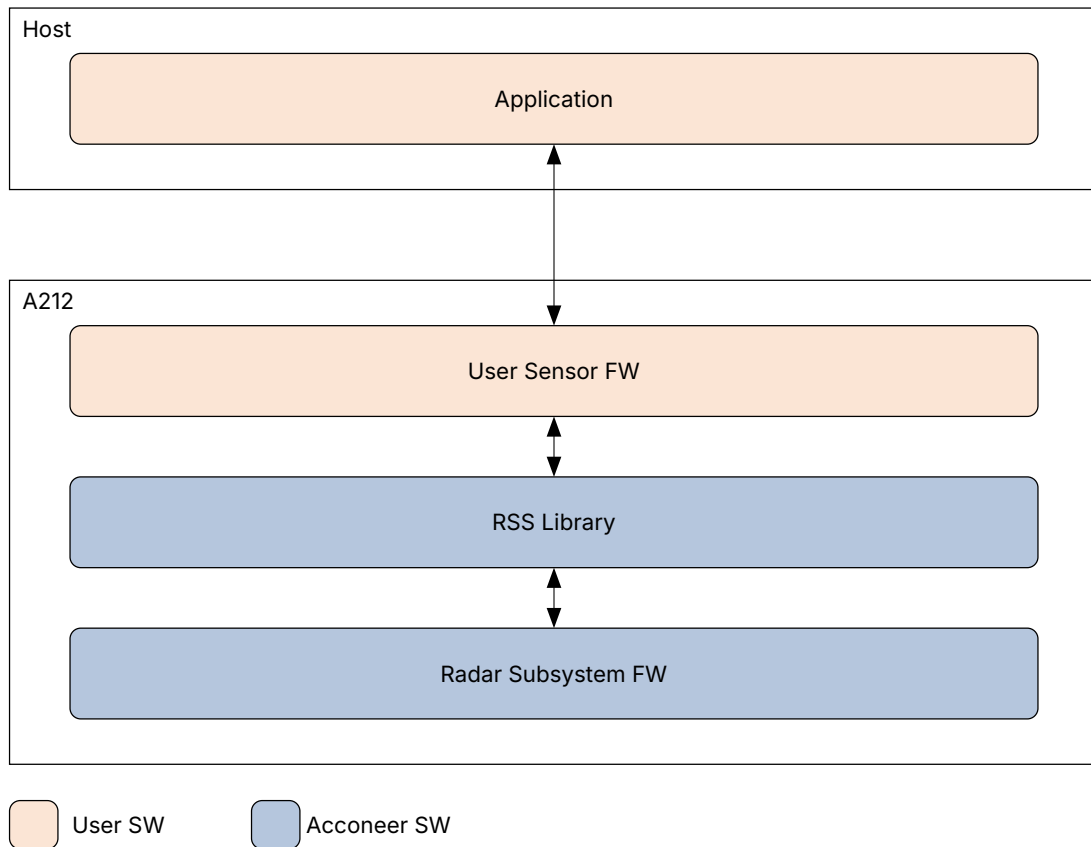 Host
Application
A212
User Sensor FW
RSS Library
Radar Subsystem FW
User SW
Acconeer SW